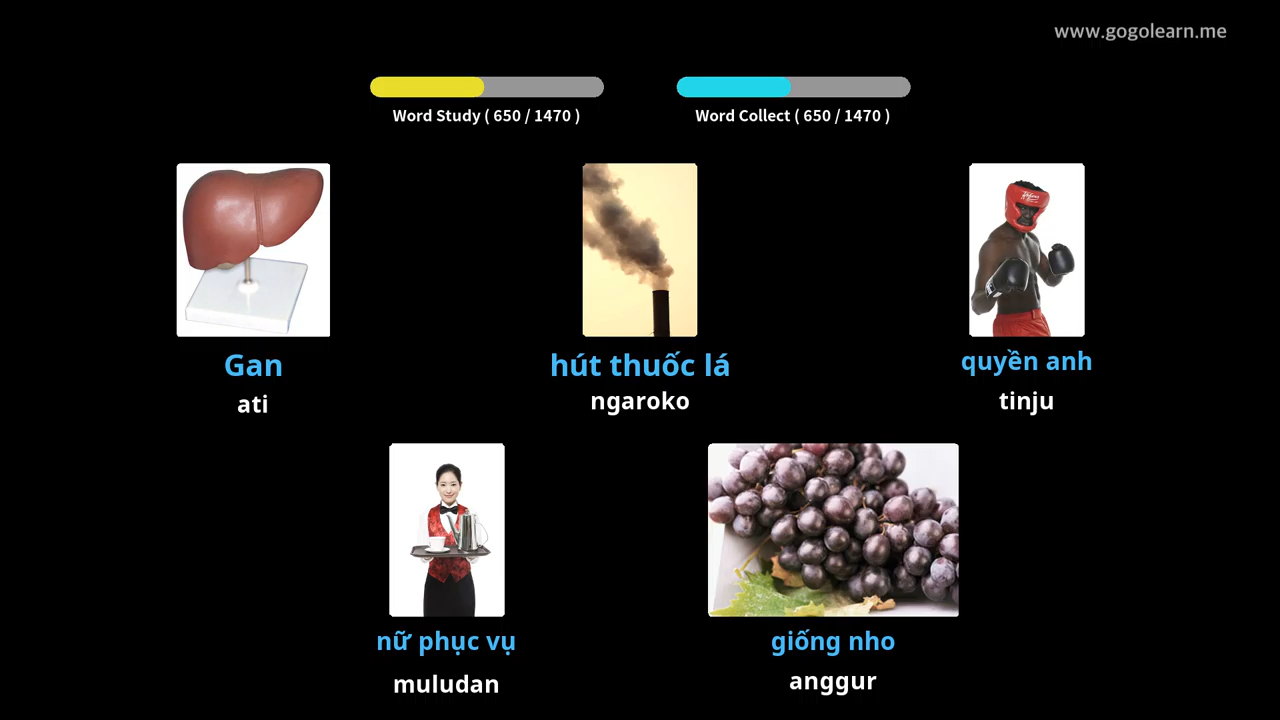 www.gogolearn.me
Word Study ( 650 / 1470 )
Word Collect ( 650 / 1470 )
Gan
ati
hút thuốc lá
ngaroko
quyền anh
tinju
nữ phục vụ
muludan
giống nho
anggur